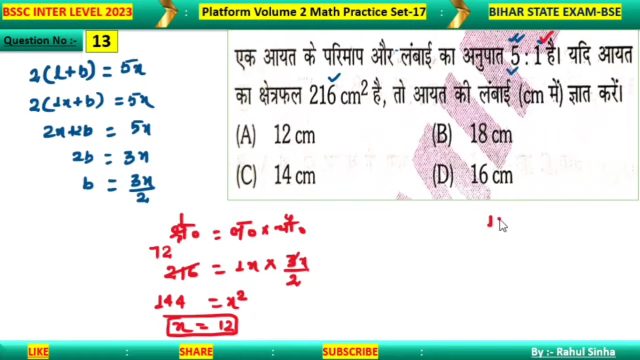 BSSC INTER LEVEL 2023
Platform Volume 2 Math Practice Set-17
BIHAR STATE EXAM-BSE
Question No :
13
एक आयत के परिमाप और लंबाई का अनुपात 5 : 1 है। यदि आयत
का क्षेत्रफल 216 cm² है, तो आयत की लंबाई (cm में) ज्ञात करें।
(A) 12 cm (B) 18 cm
(C) 14 cm (D) 16 cm
2(l+b) = 5x
2(1x+b) = 5x
2x+2b = 5x
2b = 3x
b = 3x/2
72
216 = 1x × 3x/2
144 = x²
x = 12
1
LIKE
SHARE
SUBSCRIBE
By :- Rahul Sinha